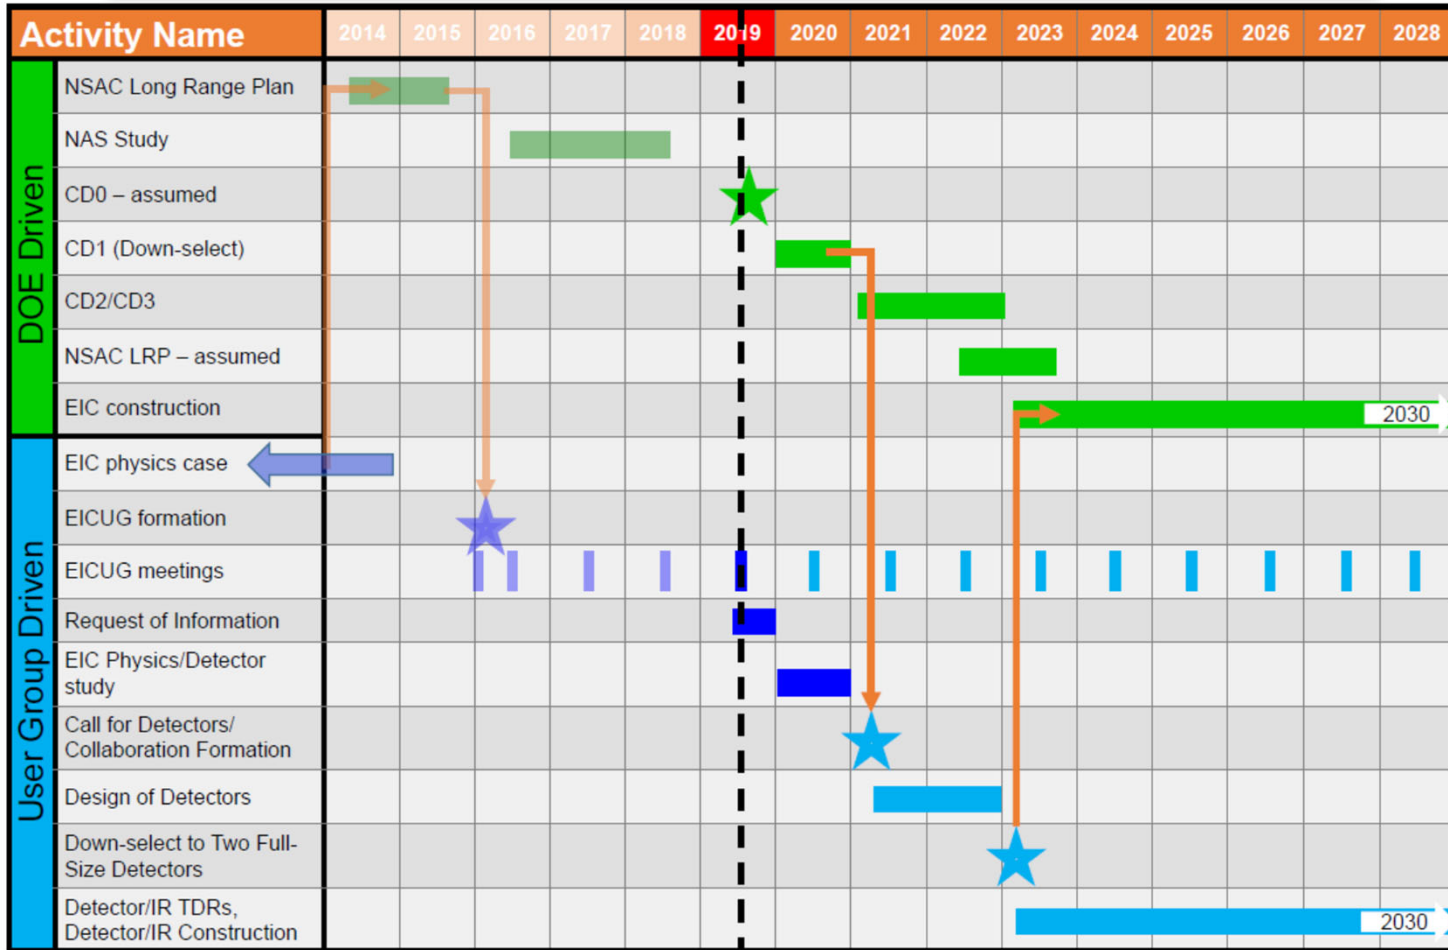 Activity Name 2014 2015 2016 2017 2018 2019 2020 2021 2022 2023 2024 2025 2026 2027 2028
DOE Driven
NSAC Long Range Plan
NAS Study
CD0 – assumed
CD1 (Down-select)
CD2/CD3
NSAC LRP – assumed
EIC construction
2030
User Group Driven
EIC physics case
EICUG formation
EICUG meetings
Request of Information
EIC Physics/Detector
study
Call for Detectors/
Collaboration Formation
Design of Detectors
Down-select to Two Full-
Size Detectors
Detector/IR TDRs,
Detector/IR Construction
2030